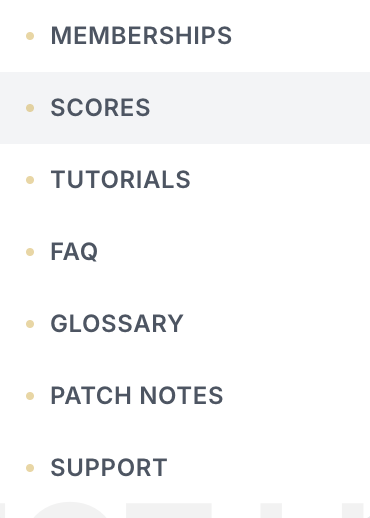 MEMBERSHIPS
SCORES
TUTORIALS
FAQ
GLOSSARY
PATCH NOTES
SUPPORT